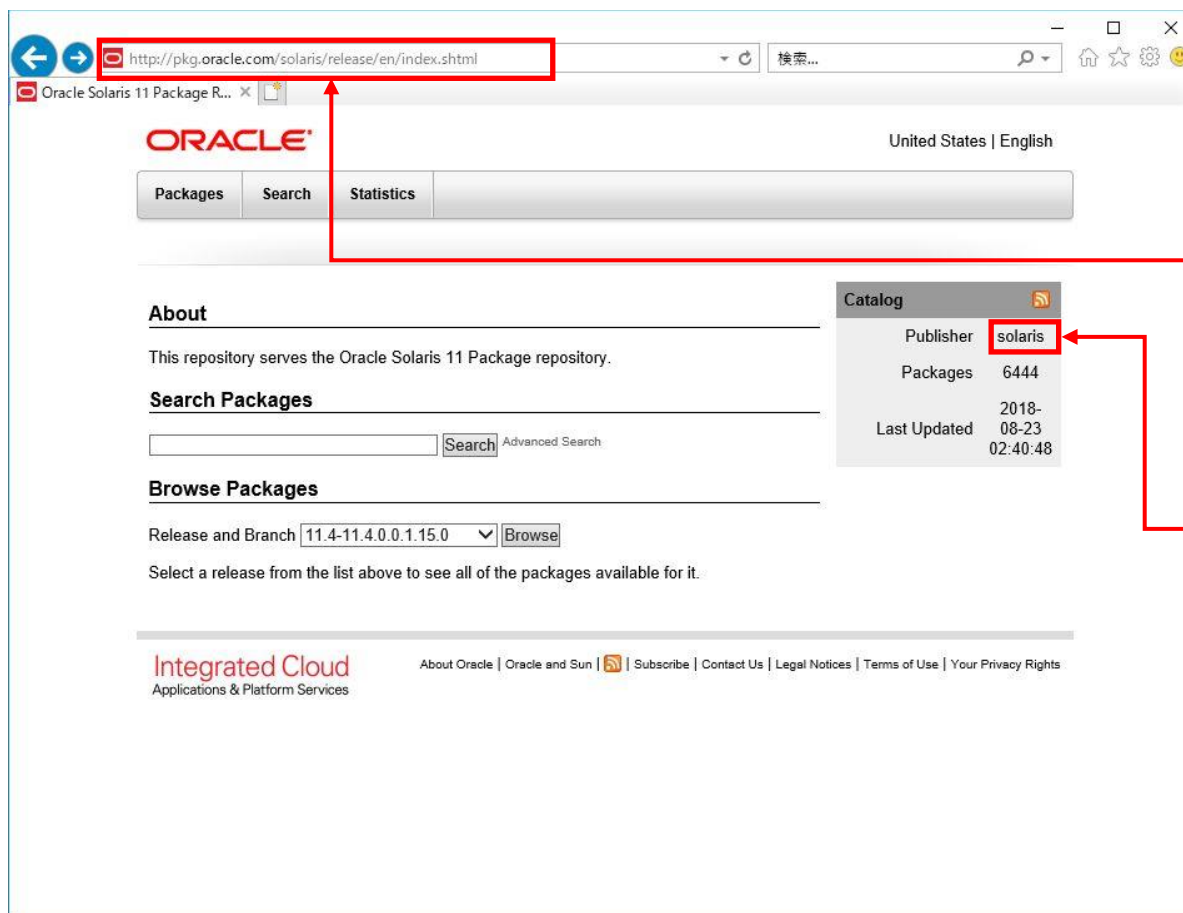 http://pkg.oracle.com/solaris/release/en/index.shtml
検索...
Oracle Solaris 11 Package R...
ORACLE
United States | English
Packages Search Statistics
About
This repository serves the Oracle Solaris 11 Package repository.
Search Packages
Search Advanced Search
Browse Packages
Release and Branch 11.4-11.4.0.0.1.15.0 Browse
Select a release from the list above to see all of the packages available for it.
Catalog
Publisher solaris
Packages 6444
Last Updated 2018-
08-23
02:40:48
Integrated Cloud
Applications & Platform Services
About Oracle | Oracle and Sun | | Subscribe | Contact Us | Legal Notices | Terms of Use | Your Privacy Rights